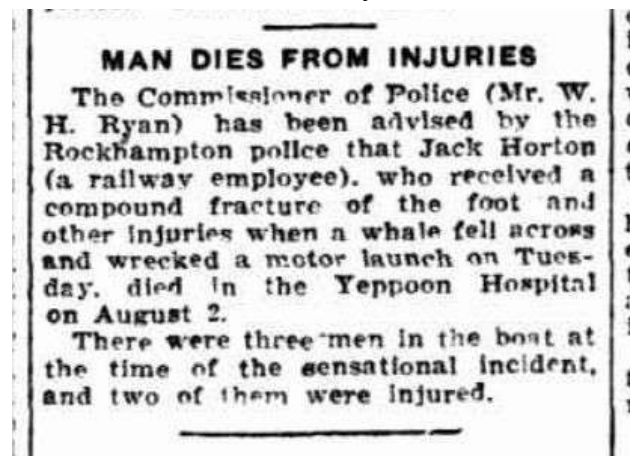 MAN DIES FROM INJURIES
The Commissioner of Police (Mr. W.
H. Ryan) has been advised by the
Rockhampton police that Jack Horton
(a railway employee), who received a
compound fracture of the foot and
other injuries when a whale fell across
and wrecked a motor launch on Tues-
day, died in the Yeppoon Hospital
on August 2.
There were three men in the boat at
the time of the sensational incident,
and two of them were injured.